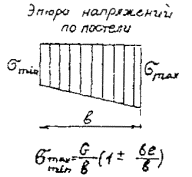 Эпюра напряжений
по постели
σmin
σmax
в
σmax min = G/в (1 ± 6e/в)